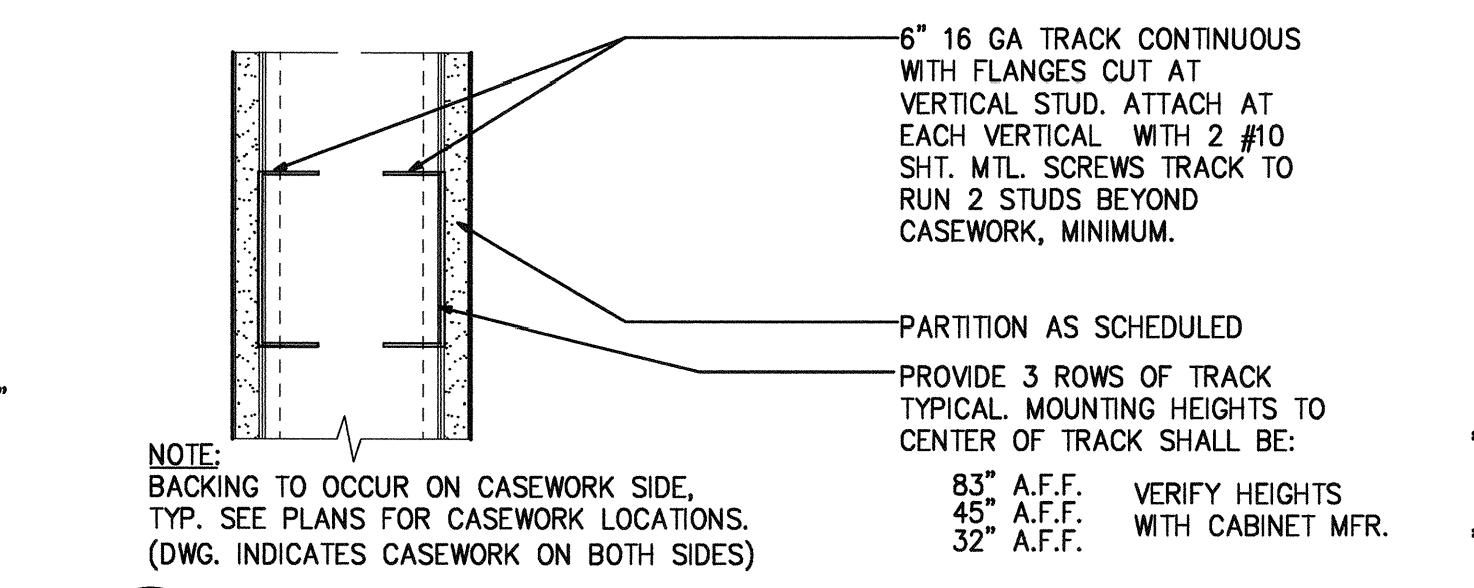 6" 16 GA TRACK CONTINUOUS
WITH FLANGES CUT AT
VERTICAL STUD. ATTACH AT
EACH VERTICAL WITH 2 #10
SHT. MTL. SCREWS TRACK TO
RUN 2 STUDS BEYOND
CASEWORK, MINIMUM.
PARTITION AS SCHEDULED
PROVIDE 3 ROWS OF TRACK
TYPICAL. MOUNTING HEIGHTS TO
CENTER OF TRACK SHALL BE:
83" A.F.F.
45" A.F.F.
32" A.F.F.
VERIFY HEIGHTS
WITH CABINET MFR.
NOTE:
BACKING TO OCCUR ON CASEWORK SIDE,
TYP. SEE PLANS FOR CASEWORK LOCATIONS.
(DWG. INDICATES CASEWORK ON BOTH SIDES)